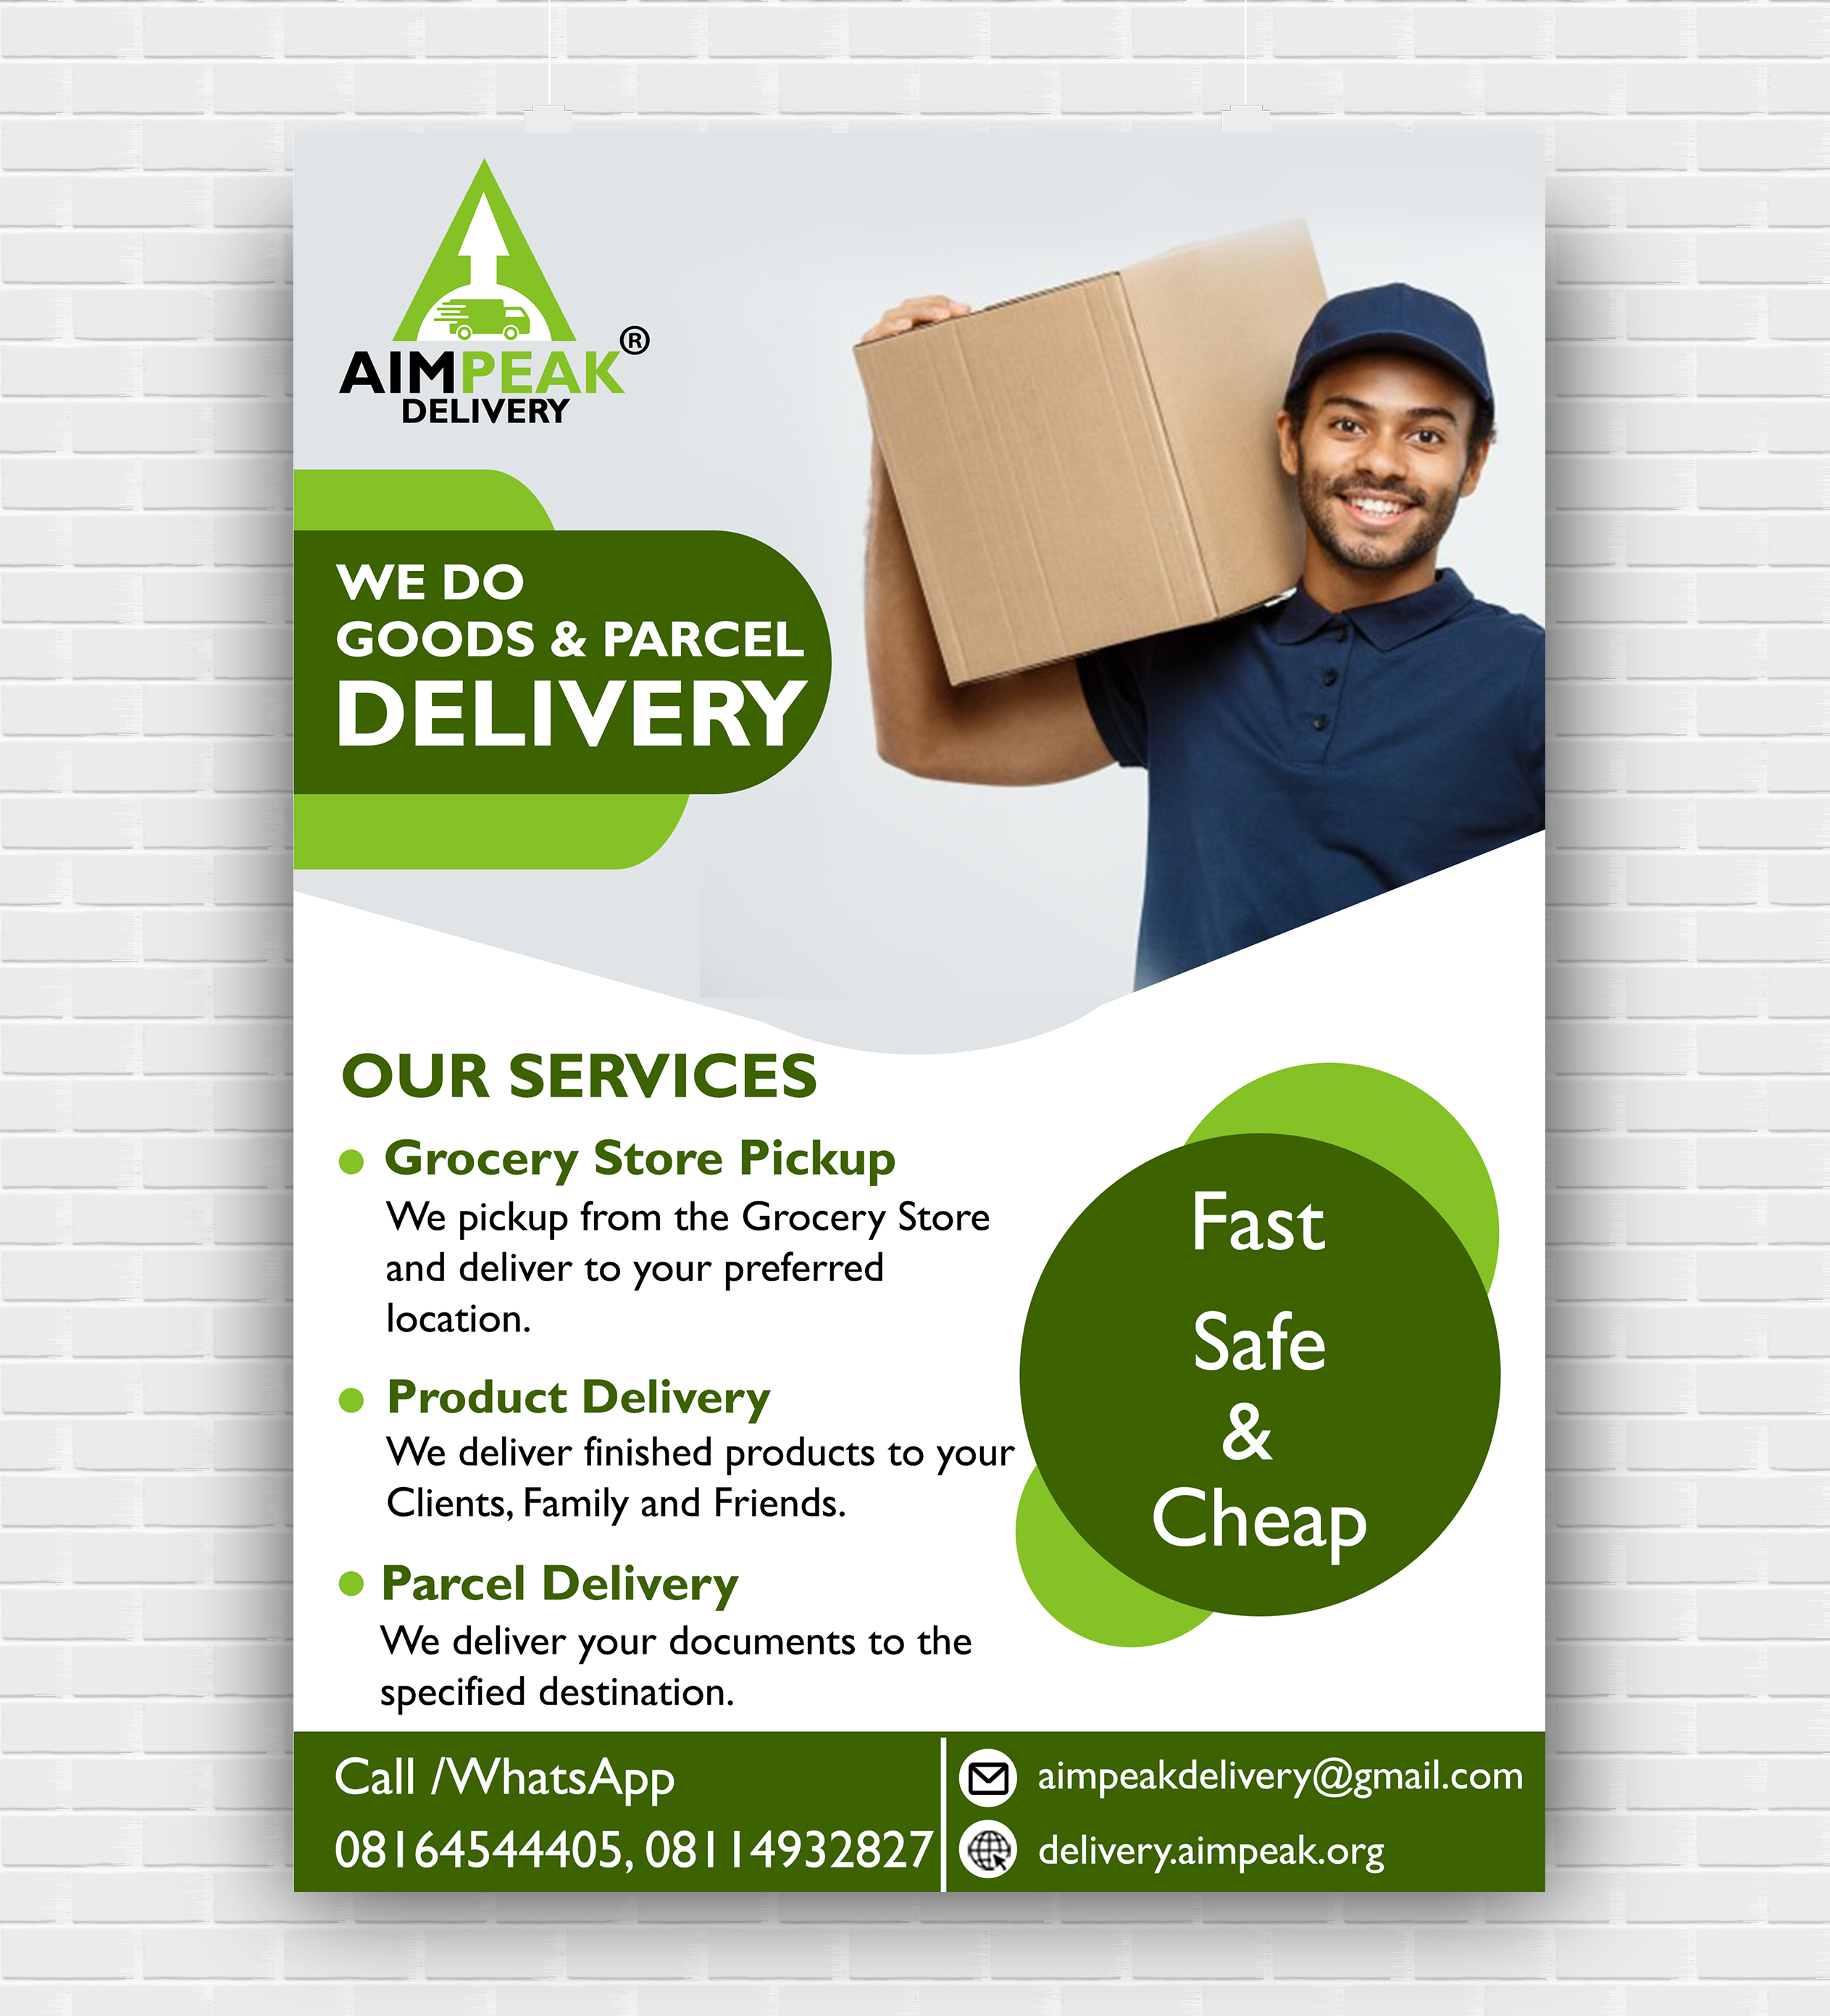 AIMPEAK®
DELIVERY
WE DO
GOODS & PARCEL
DELIVERY
OUR SERVICES
Grocery Store Pickup
We pickup from the Grocery Store
and deliver to your preferred
location.
Product Delivery
We deliver finished products to your
Clients, Family and Friends.
Parcel Delivery
We deliver your documents to the
specified destination.
Fast
Safe
&
Cheap
Call /WhatsApp
08164544405, 08114932827
aimpeakdelivery@gmail.com
delivery.aimpeak.org